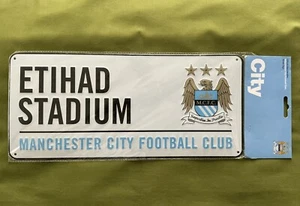 ETIHAD
STADIUM
MANCHESTER CITY FOOTBALL CLUB
M.C.F.C.
City